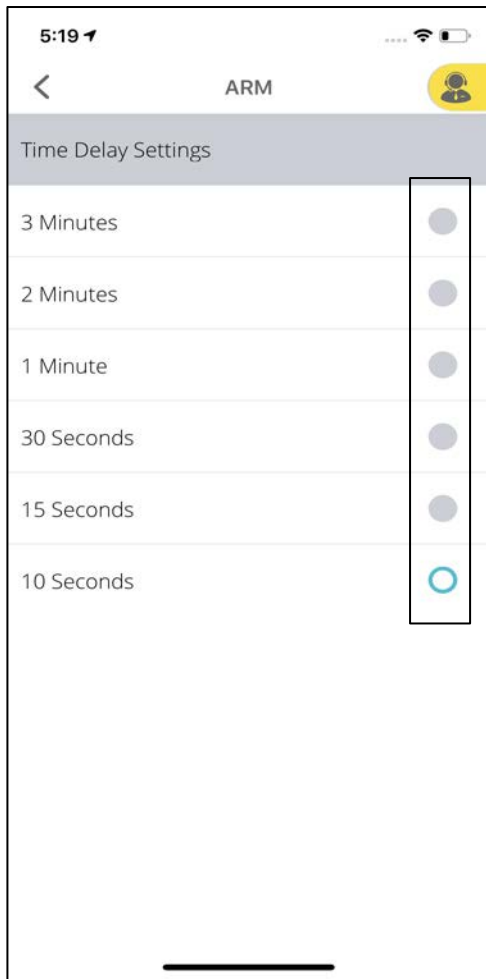 5:19
ARM
Time Delay Settings
3 Minutes
2 Minutes
1 Minute
30 Seconds
15 Seconds
10 Seconds